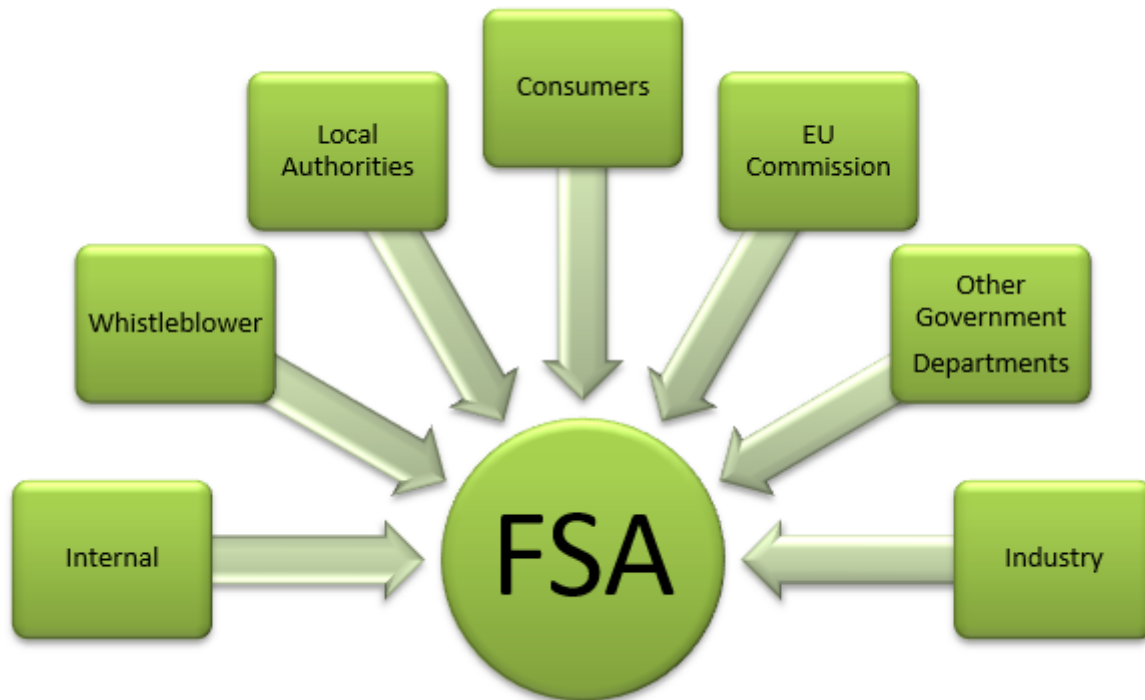 Consumers
Local
Authorities
EU
Commission
Whistleblower
Other
Government
Departments
Internal
FSA
Industry